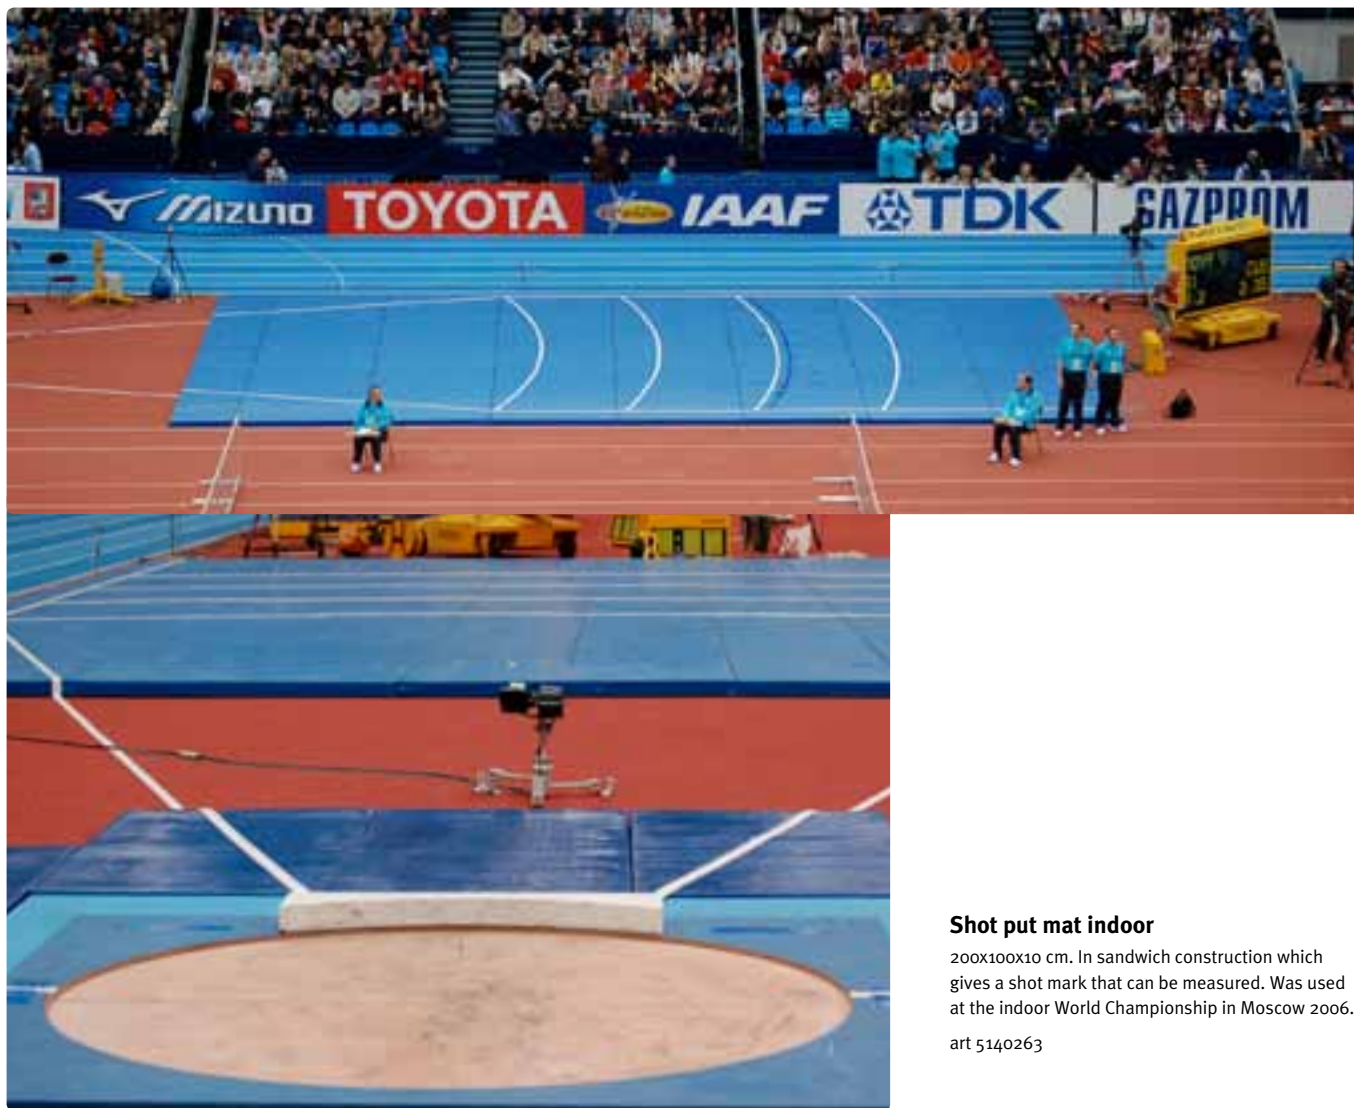 MIZUNO
TOYOTA
IAAF
TDK
GAZPROM
Shot put mat indoor
200x100x10 cm. In sandwich construction which
gives a shot mark that can be measured. Was used
at the indoor World Championship in Moscow 2006.
art 5140263